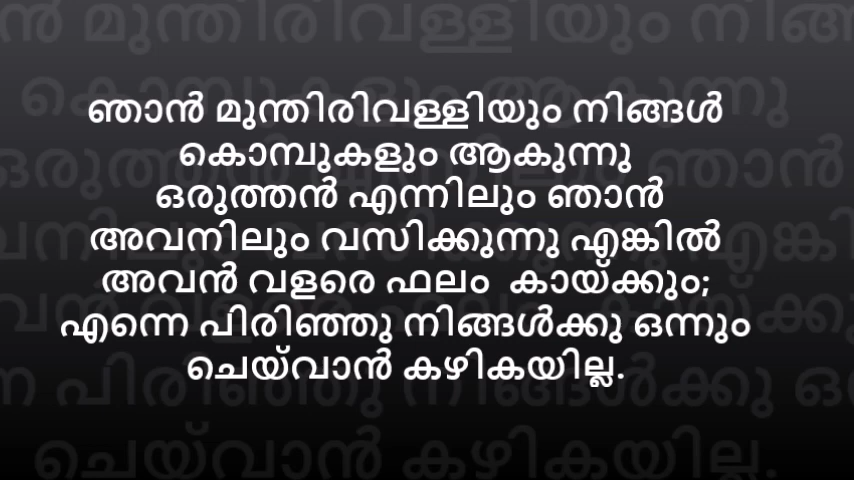 ഞാൻ മുന്തിരിവള്ളിയും നിങ്ങൾ
കൊമ്പുകളും ആകുന്നു
ഒരുത്തൻ എന്നിലും ഞാൻ
അവനിലും വസിക്കുന്നു എങ്കിൽ
അവൻ വളരെ ഫലം  കായ്ക്കും;
എന്നെ പിരിഞ്ഞു നിങ്ങൾക്കു ഒന്നും
ചെയ്‌വാൻ കഴികയില്ല.